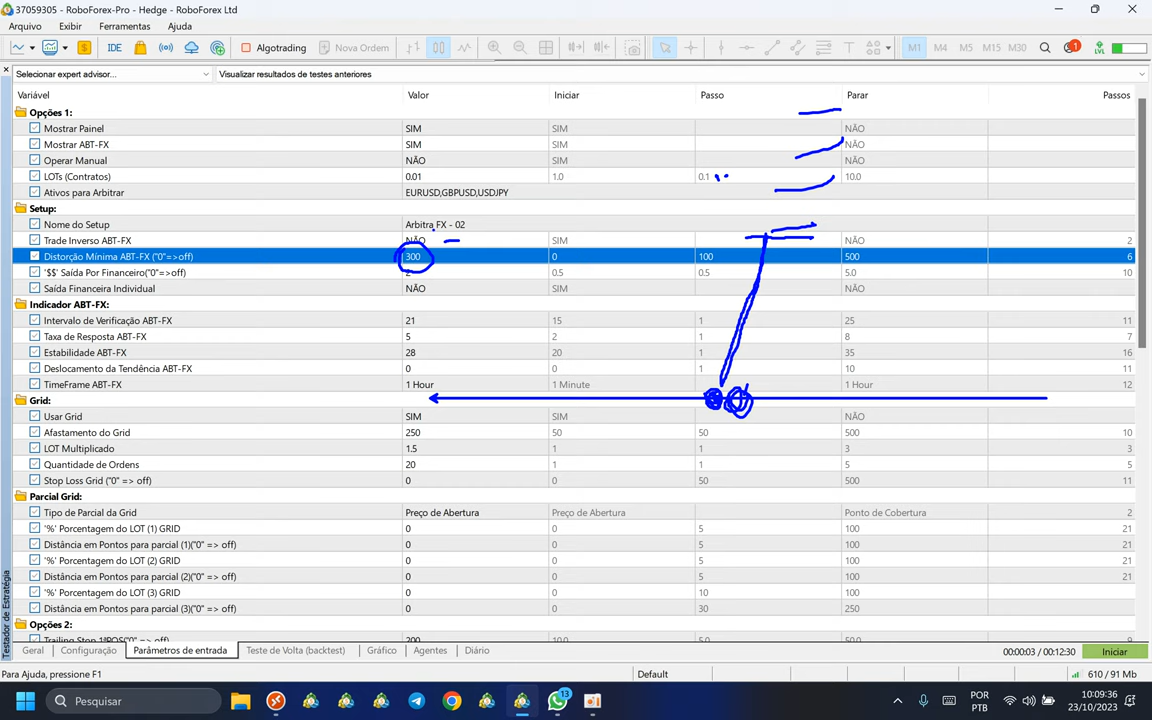 37059305 - RoboForex-Pro - Hedge - RoboForex Ltd
Arquivo Exibir Ferramentas Ajuda
IDE Algotrading Nova Ordem M1 M4 M5 M15 M30 1 LVL
Selecionar expert advisor... Visualizar resultados de testes anteriores
Variável Valor Iniciar Passo Parar Passos
Opções 1:
Mostrar Painel SIM SIM NÃO
Mostrar ABT-FX SIM SIM NÃO
Operar Manual NÃO SIM NÃO
LOTs (Contratos) 0.01 1.0 0.1 10.0
Ativos para Arbitrar EURUSD,GBPUSD,USDJPY
Setup:
Nome do Setup Arbitra FX - 02
Trade Inverso ABT-FX NÃO SIM NÃO 2
Distorção Mínima ABT-FX ("0"=>off) 300 0 100 500 6
'$$' Saída Por Financeiro("0"=>off) 2 0.5 0.5 5.0 10
Saída Financeira Individual NÃO SIM NÃO
Indicador ABT-FX:
Intervalo de Verificação ABT-FX 21 15 1 25 11
Taxa de Resposta ABT-FX 5 2 1 8 7
Estabilidade ABT-FX 28 20 1 35 16
Deslocamento da Tendência ABT-FX 0 0 1 10 11
TimeFrame ABT-FX 1 Hour 1 Minute 1 Hour 12
Grid:
Usar Grid SIM SIM NÃO
Afastamento do Grid 250 50 50 500 10
LOT Multiplicado 1.5 1 1 3 3
Quantidade de Ordens 20 1 1 5 5
Stop Loss Grid ("0" => off) 0 0 50 500 11
Parcial Grid:
Tipo de Parcial da Grid Preço de Abertura Preço de Abertura Ponto de Cobertura 2
'%' Porcentagem do LOT (1) GRID 0 0 5 100 21
Distância em Pontos para parcial (1)("0" => off) 0 0 5 100 21
'%' Porcentagem do LOT (2) GRID 0 0 5 100 21
Distância em Pontos para parcial (2)("0" => off) 0 0 5 100 21
'%' Porcentagem do LOT (3) GRID 0 0 10 100
Distância em Pontos para parcial (3)("0" => off) 0 0 30 250
Opções 2:
Trailing Stop 1ªPOS("0" => off) 200 10.0 5.0 50.0 9
Testador de Estratégia
Geral Configuração Parâmetros de entrada Teste de Volta (backtest) Gráfico Agentes Diário 00:00:03 / 00:12:30 Iniciar
Para Ajuda, pressione F1 Default 610 / 91 Mb
Pesquisar 13 POR PTB 10:09:36 23/10/2023